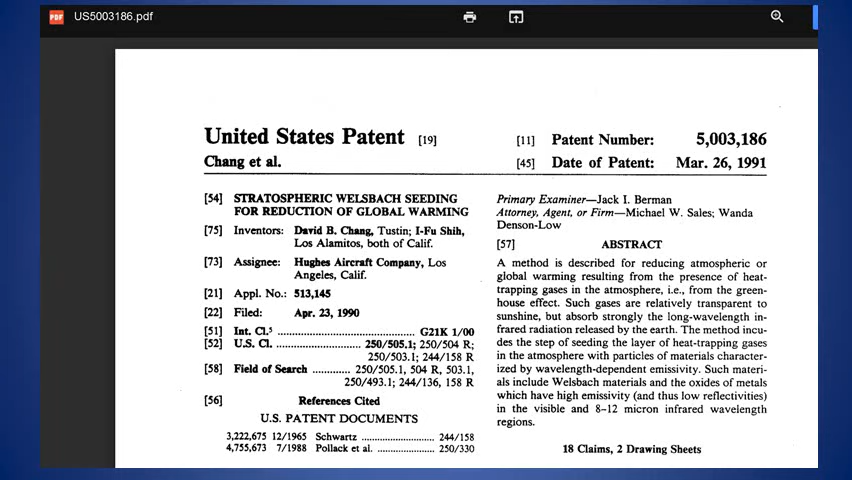 PDF US5003186.pdf
United States Patent [19]
Chang et al.
[11] Patent Number: 5,003,186
[45] Date of Patent: Mar. 26, 1991
[54] STRATOSPHERIC WELSBACH SEEDING
FOR REDUCTION OF GLOBAL WARMING
[75] Inventors: David B. Chang, Tustin; I-Fu Shih,
Los Alamitos, both of Calif.
[73] Assignee: Hughes Aircraft Company, Los
Angeles, Calif.
[21] Appl. No.: 513,145
[22] Filed: Apr. 23, 1990
[51] Int. Cl.⁵ ........................................ G21K 1/00
[52] U.S. Cl. ............................ 250/505.1; 250/504 R;
250/503.1; 244/158 R
[58] Field of Search ............ 250/505.1, 504 R, 503.1,
250/493.1; 244/136, 158 R
[56] References Cited
U.S. PATENT DOCUMENTS
3,222,675 12/1965 Schwartz ........................ 244/158
4,755,673 7/1988 Pollack et al. .................... 250/330
Primary Examiner—Jack I. Berman
Attorney, Agent, or Firm—Michael W. Sales; Wanda
Denson-Low
[57] ABSTRACT
A method is described for reducing atmospheric or
global warming resulting from the presence of heat-
trapping gases in the atmosphere, i.e., from the green-
house effect. Such gases are relatively transparent to
sunshine, but absorb strongly the long-wavelength in-
frared radiation released by the earth. The method incu-
des the step of seeding the layer of heat-trapping gases
in the atmosphere with particles of materials character-
ized by wavelength-dependent emissivity. Such materi-
als include Welsbach materials and the oxides of metals
which have high emissivity (and thus low reflectivities)
in the visible and 8-12 micron infrared wavelength
regions.
18 Claims, 2 Drawing Sheets